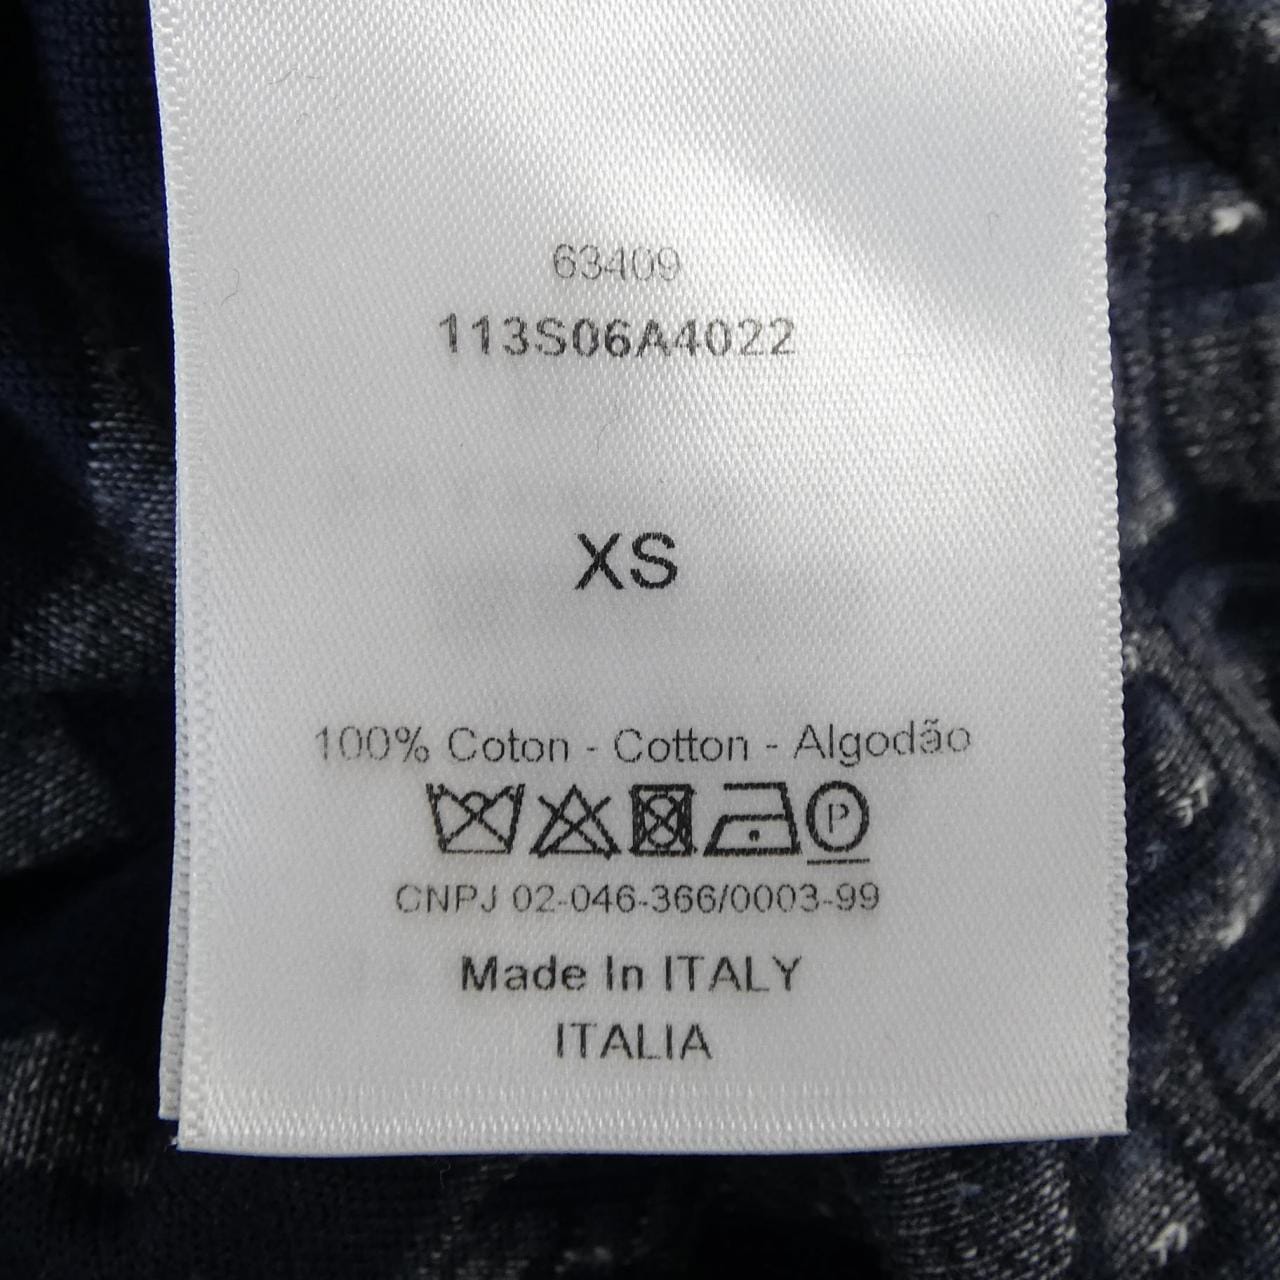 63409
113S06A4022
XS
100% Coton - Cotton - Algodão
P
CNPJ 02-046-366/0003-99
Made In ITALY
ITALIA